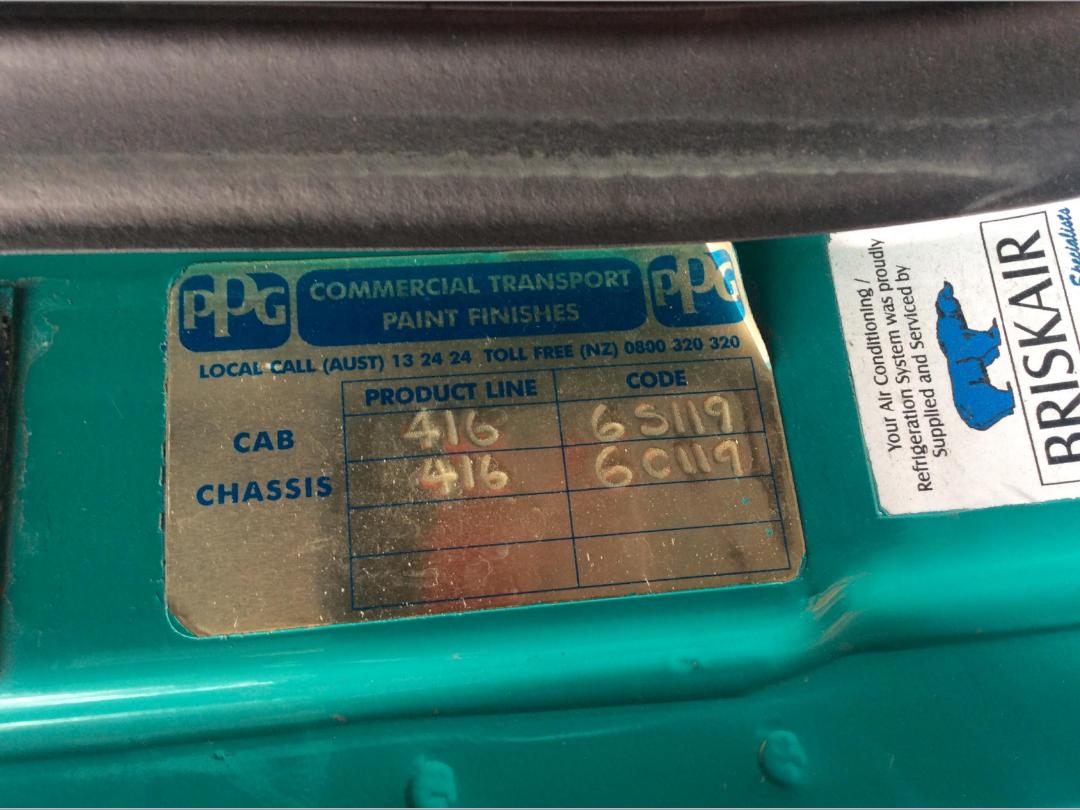 PPG COMMERCIAL TRANSPORT PPG
PAINT FINISHES
LOCAL CALL (AUST) 13 24 24 TOLL FREE (NZ) 0800 320 320
PRODUCT LINE CODE
CAB 416 6S119
CHASSIS 416 6C119
Your Air Conditioning /
Refrigeration System was proudly
Supplied and Serviced by
BRISKAIR
Specialists